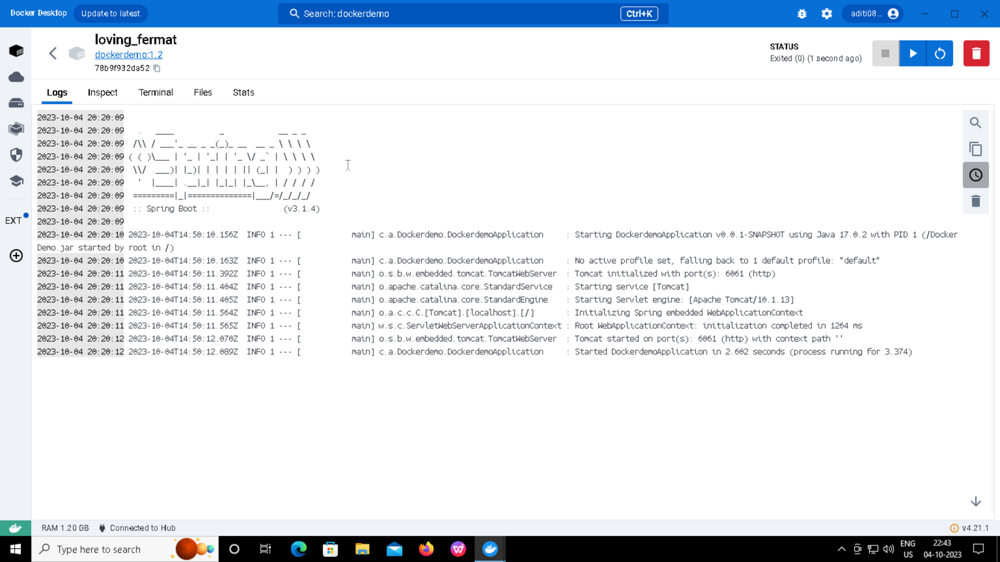 Docker Desktop Update to latest Search: dockerdemo Ctrl+K aditi08...
loving_fermat
dockerdemo:1.2
78b9f932da52
STATUS
Exited (0) (1 second ago)
Logs Inspect Terminal Files Stats
EXT
2023-10-04 20:20:09
2023-10-04 20:20:09   .   ____          _            __ _ _
2023-10-04 20:20:09  /\\ / ___'_ __ _ _(_)_ __  __ _ \ \ \ \
2023-10-04 20:20:09 ( ( )\___ | '_ | '_| | '_ \/ _` | \ \ \ \
2023-10-04 20:20:09  \\/  ___)| |_)| | | | | || (_| |  ) ) ) )
2023-10-04 20:20:09   '  |____| .__|_| |_|_| |_\__, | / / / /
2023-10-04 20:20:09  =========|_|==============|___/=/_/_/_/
2023-10-04 20:20:09  :: Spring Boot ::                (v3.1.4)
2023-10-04 20:20:09
2023-10-04 20:20:10 2023-10-04T14:50:10.156Z  INFO 1 --- [           main] c.a.Dockerdemo.DockerdemoApplication     : Starting DockerdemoApplication v0.0.1-SNAPSHOT using Java 17.0.2 with PID 1 (/Docker
Demo.jar started by root in /)
2023-10-04 20:20:10 2023-10-04T14:50:10.163Z  INFO 1 --- [           main] c.a.Dockerdemo.DockerdemoApplication     : No active profile set, falling back to 1 default profile: "default"
2023-10-04 20:20:11 2023-10-04T14:50:11.392Z  INFO 1 --- [           main] o.s.b.w.embedded.tomcat.TomcatWebServer  : Tomcat initialized with port(s): 6061 (http)
2023-10-04 20:20:11 2023-10-04T14:50:11.404Z  INFO 1 --- [           main] o.apache.catalina.core.StandardService   : Starting service [Tomcat]
2023-10-04 20:20:11 2023-10-04T14:50:11.405Z  INFO 1 --- [           main] o.apache.catalina.core.StandardEngine    : Starting Servlet engine: [Apache Tomcat/10.1.13]
2023-10-04 20:20:11 2023-10-04T14:50:11.564Z  INFO 1 --- [           main] o.a.c.c.C.[Tomcat].[localhost].[/]       : Initializing Spring embedded WebApplicationContext
2023-10-04 20:20:11 2023-10-04T14:50:11.565Z  INFO 1 --- [           main] w.s.c.ServletWebServerApplicationContext : Root WebApplicationContext: initialization completed in 1264 ms
2023-10-04 20:20:12 2023-10-04T14:50:12.070Z  INFO 1 --- [           main] o.s.b.w.embedded.tomcat.TomcatWebServer  : Tomcat started on port(s): 6061 (http) with context path ''
2023-10-04 20:20:12 2023-10-04T14:50:12.089Z  INFO 1 --- [           main] c.a.Dockerdemo.DockerdemoApplication     : Started DockerdemoApplication in 2.602 seconds (process running for 3.374)
RAM 1.20 GB Connected to Hub v4.21.1
Type here to search
ENG
US
22:43
04-10-2023